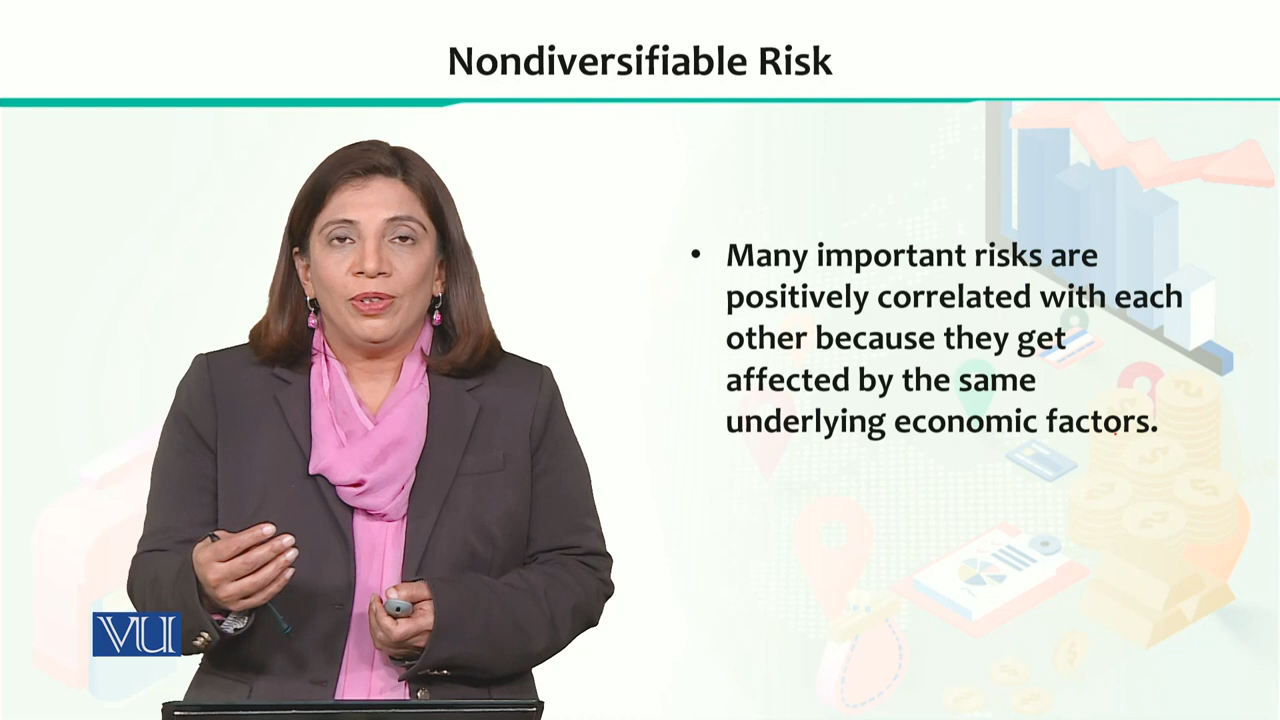 Nondiversifiable Risk
• Many important risks are
positively correlated with each
other because they get
affected by the same
underlying economic factors.
VU